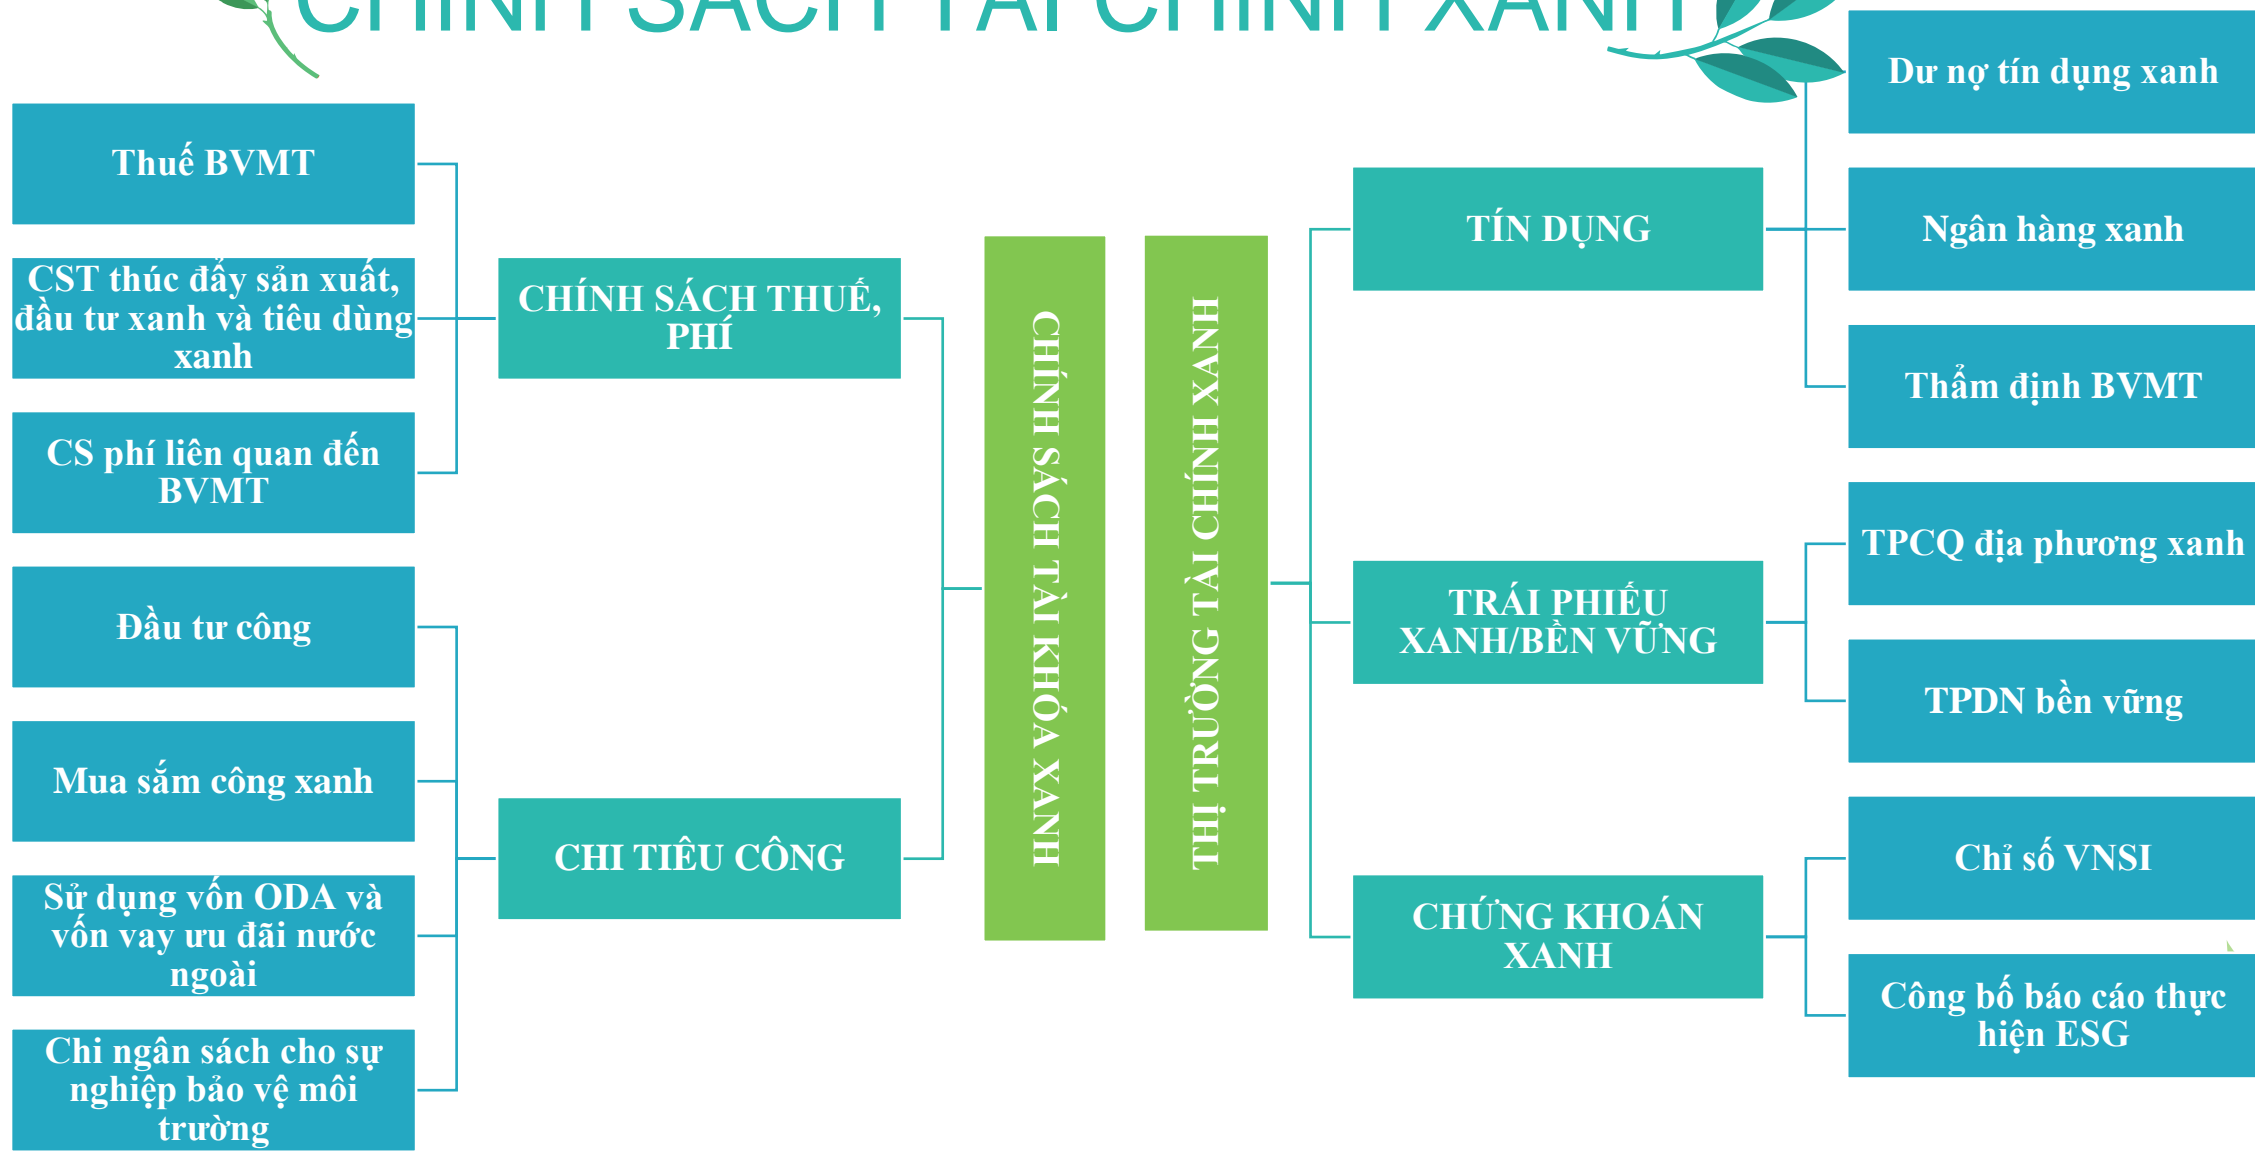 CHÍNH SÁCH TÀI CHÍNH XANH
Thuế BVMT
CST thúc đẩy sản xuất,
đầu tư xanh và tiêu dùng
xanh
CS phí liên quan đến
BVMT
Đầu tư công
Mua sắm công xanh
Sử dụng vốn ODA và
vốn vay ưu đãi nước
ngoài
Chi ngân sách cho sự
nghiệp bảo vệ môi
trường
CHÍNH SÁCH THUẾ,
PHÍ
CHI TIÊU CÔNG
CHÍNH SÁCH TÀI KHÓA XANH
THỊ TRƯỜNG TÀI CHÍNH XANH
TÍN DỤNG
TRÁI PHIẾU
XANH/BỀN VỮNG
CHỨNG KHOÁN
XANH
Dư nợ tín dụng xanh
Ngân hàng xanh
Thẩm định BVMT
TPCQ địa phương xanh
TPDN bền vững
Chỉ số VNSI
Công bố báo cáo thực
hiện ESG